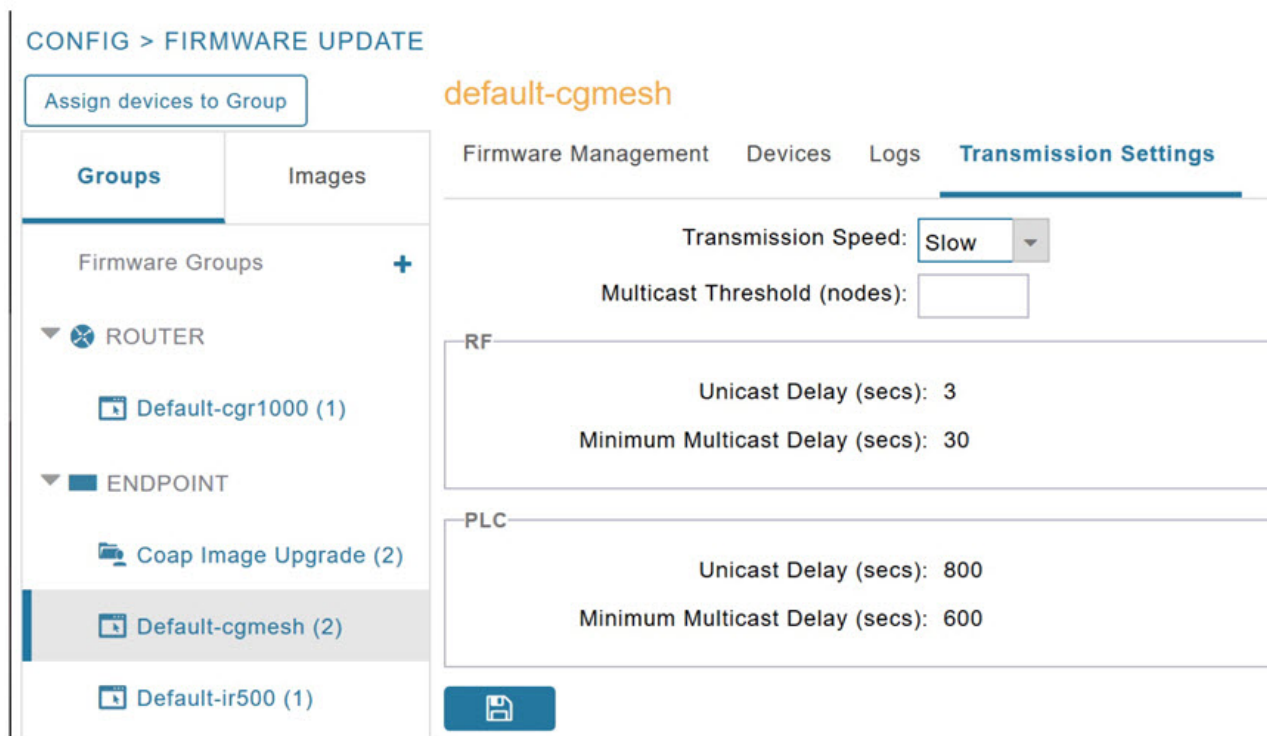 CONFIG > FIRMWARE UPDATE
Assign devices to Group
Groups
Images
Firmware Groups +
ROUTER
Default-cgr1000 (1)
ENDPOINT
Coap Image Upgrade (2)
Default-cgmesh (2)
Default-ir500 (1)
default-cgmesh
Firmware Management Devices Logs Transmission Settings
Transmission Speed: Slow
Multicast Threshold (nodes):
RF
Unicast Delay (secs): 3
Minimum Multicast Delay (secs): 30
PLC
Unicast Delay (secs): 800
Minimum Multicast Delay (secs): 600